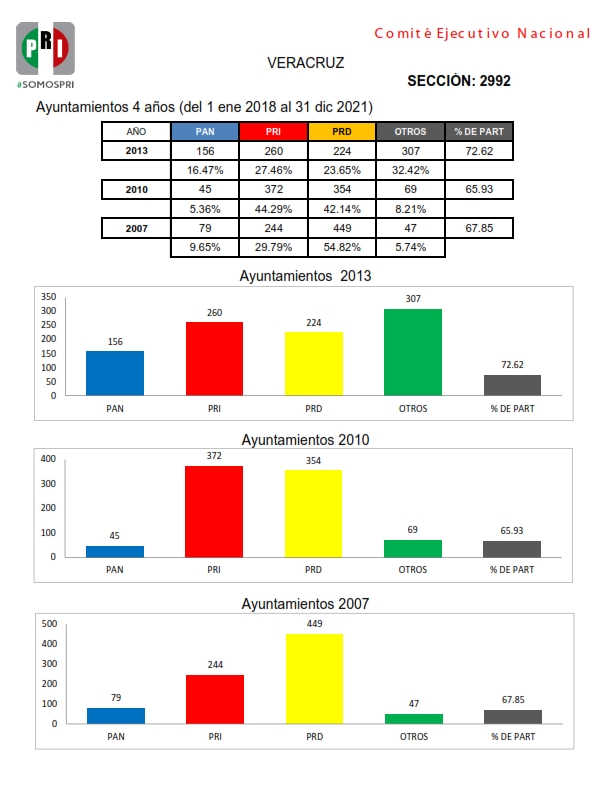 Comité Ejecutivo Nacional
PRI
#SOMOSPRI
VERACRUZ
SECCIÓN: 2992
Ayuntamientos 4 años (del 1 ene 2018 al 31 dic 2021)
AÑO PAN PRI PRD OTROS % DE PART
2013 156 260 224 307 72.62
16.47% 27.46% 23.65% 32.42%
2010 45 372 354 69 65.93
5.36% 44.29% 42.14% 8.21%
2007 79 244 449 47 67.85
9.65% 29.79% 54.82% 5.74%
Ayuntamientos 2013
350
300
250
200
150
100
50
0
156 260 224 307 72.62
PAN PRI PRD OTROS % DE PART
Ayuntamientos 2010
400
300
200
100
0
45 372 354 69 65.93
PAN PRI PRD OTROS % DE PART
Ayuntamientos 2007
500
400
300
200
100
0
79 244 449 47 67.85
PAN PRI PRD OTROS % DE PART